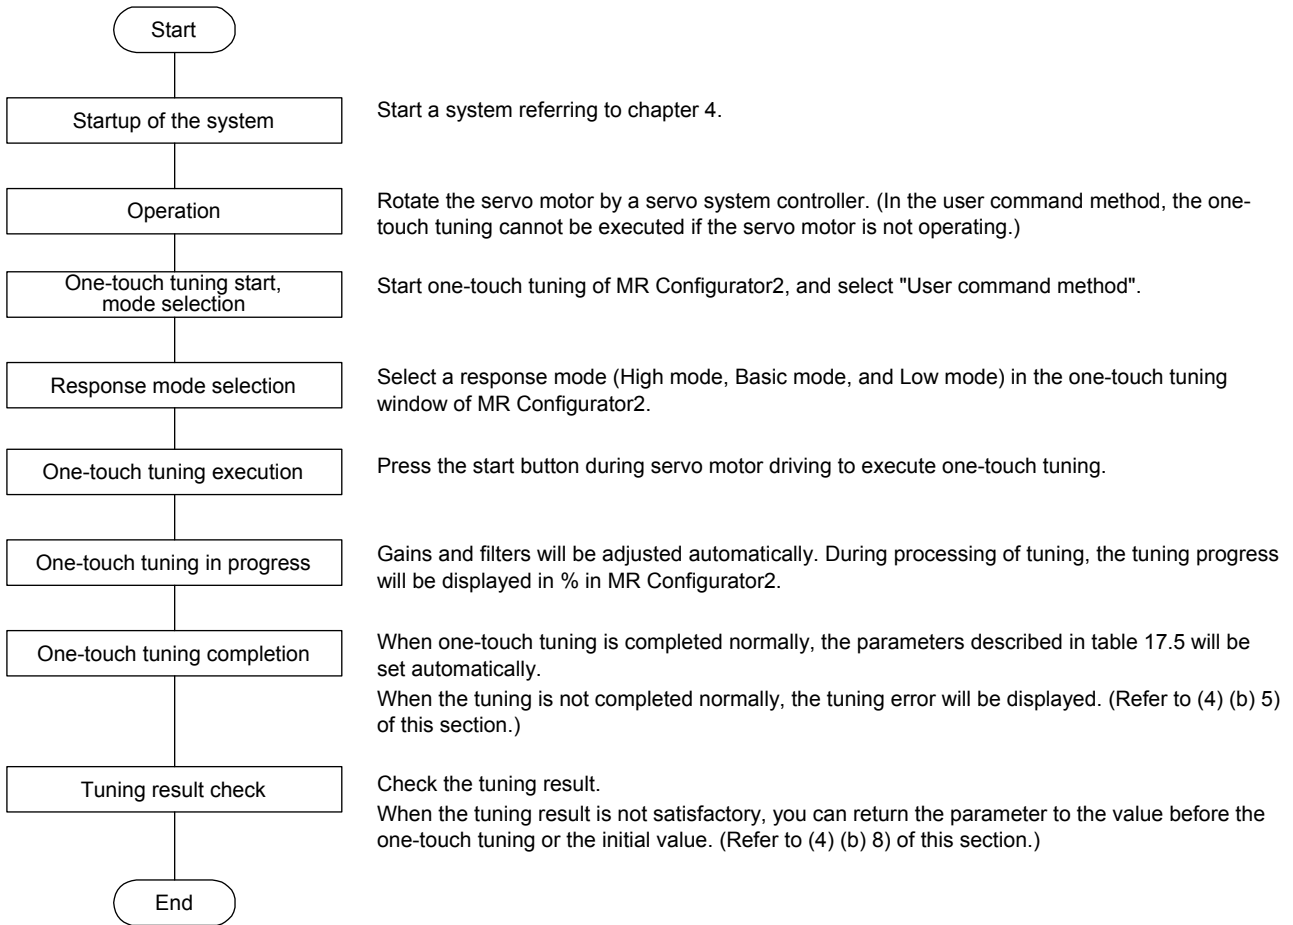 Start
Startup of the system
Start a system referring to chapter 4.
Operation
Rotate the servo motor by a servo system controller. (In the user command method, the one-
touch tuning cannot be executed if the servo motor is not operating.)
One-touch tuning start,
mode selection
Start one-touch tuning of MR Configurator2, and select "User command method".
Response mode selection
Select a response mode (High mode, Basic mode, and Low mode) in the one-touch tuning
window of MR Configurator2.
One-touch tuning execution
Press the start button during servo motor driving to execute one-touch tuning.
One-touch tuning in progress
Gains and filters will be adjusted automatically. During processing of tuning, the tuning progress
will be displayed in % in MR Configurator2.
One-touch tuning completion
When one-touch tuning is completed normally, the parameters described in table 17.5 will be
set automatically.
When the tuning is not completed normally, the tuning error will be displayed. (Refer to (4) (b) 5)
of this section.)
Tuning result check
Check the tuning result.
When the tuning result is not satisfactory, you can return the parameter to the value before the
one-touch tuning or the initial value. (Refer to (4) (b) 8) of this section.)
End